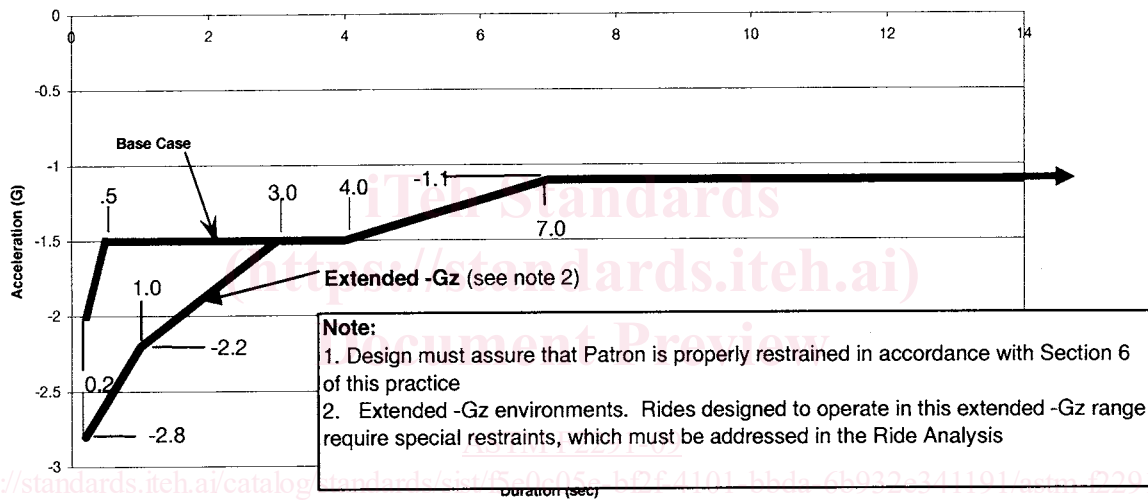 0
0 2 4 6 8 10 12 14
-0.5
Base Case
-1
.5 3.0 4.0 -1.1
7.0
iTeh Standards
-1.5
(https://standards.iteh.ai)
Extended -Gz (see note 2)
1.0
-2
-2.2
Document Preview
Note:
1. Design must assure that Patron is properly restrained in accordance with Section 6
of this practice
2. Extended -Gz environments. Rides designed to operate in this extended -Gz range
require special restraints, which must be addressed in the Ride Analysis
0.2
-2.5
-2.8
-3
Acceleration (G)
ASTM F2291-09
Duration (sec)